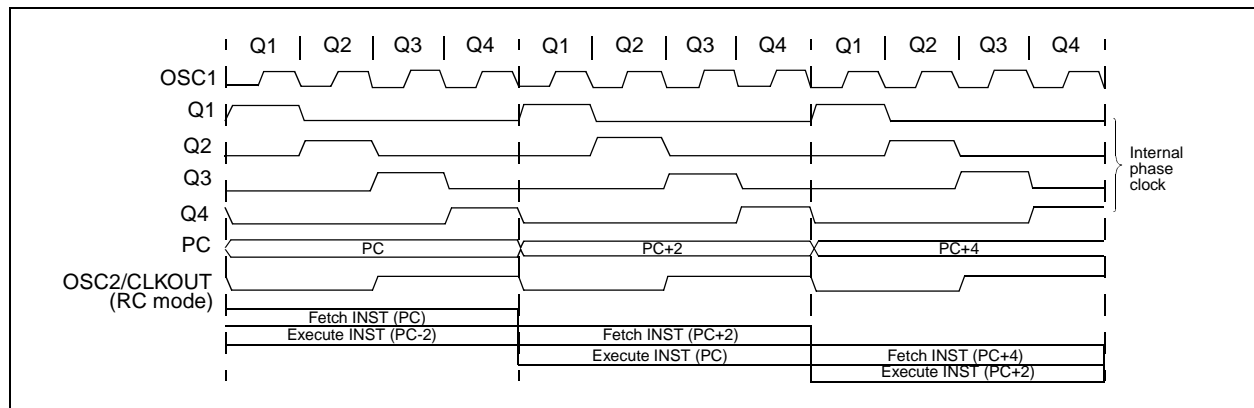 Q1 Q2 Q3 Q4 Q1 Q2 Q3 Q4 Q1 Q2 Q3 Q4
OSC1
Q1
Q2
Q3
Q4
Internal
phase
clock
PC PC PC+2 PC+4
OSC2/CLKOUT
(RC mode)
Fetch INST (PC)
Execute INST (PC-2) Fetch INST (PC+2)
Execute INST (PC) Fetch INST (PC+4)
Execute INST (PC+2)